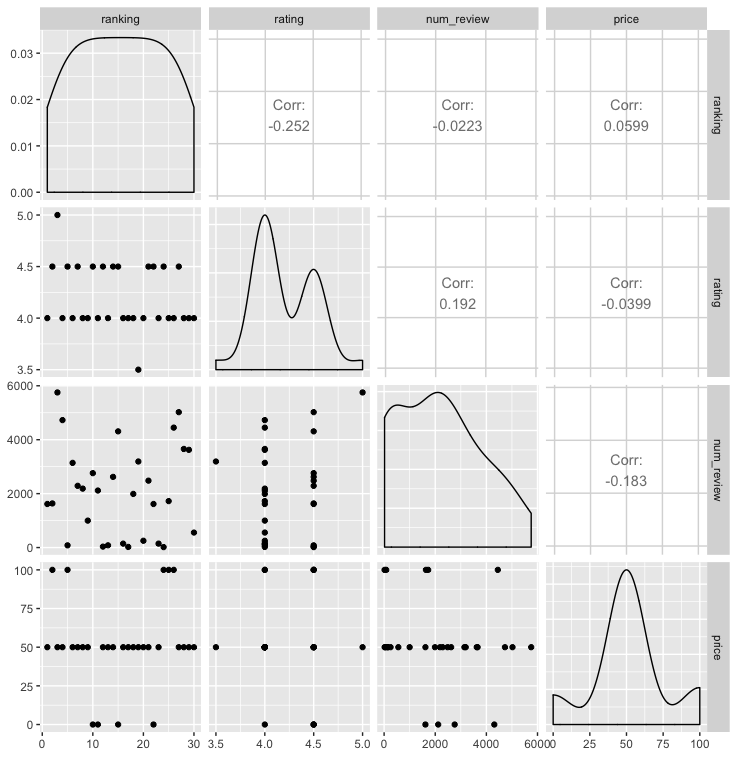 ranking rating num_review price
0.03
0.02
0.01
0.00
Corr:
-0.252
Corr:
-0.0223
Corr:
0.0599
ranking
5.0
4.5
4.0
3.5
Corr:
0.192
Corr:
-0.0399
rating
6000
4000
2000
0
Corr:
-0.183
num_review
100
75
50
25
0
price
0 10 20 30 3.5 4.0 4.5 5.0 0 2000 4000 6000 0 25 50 75 100